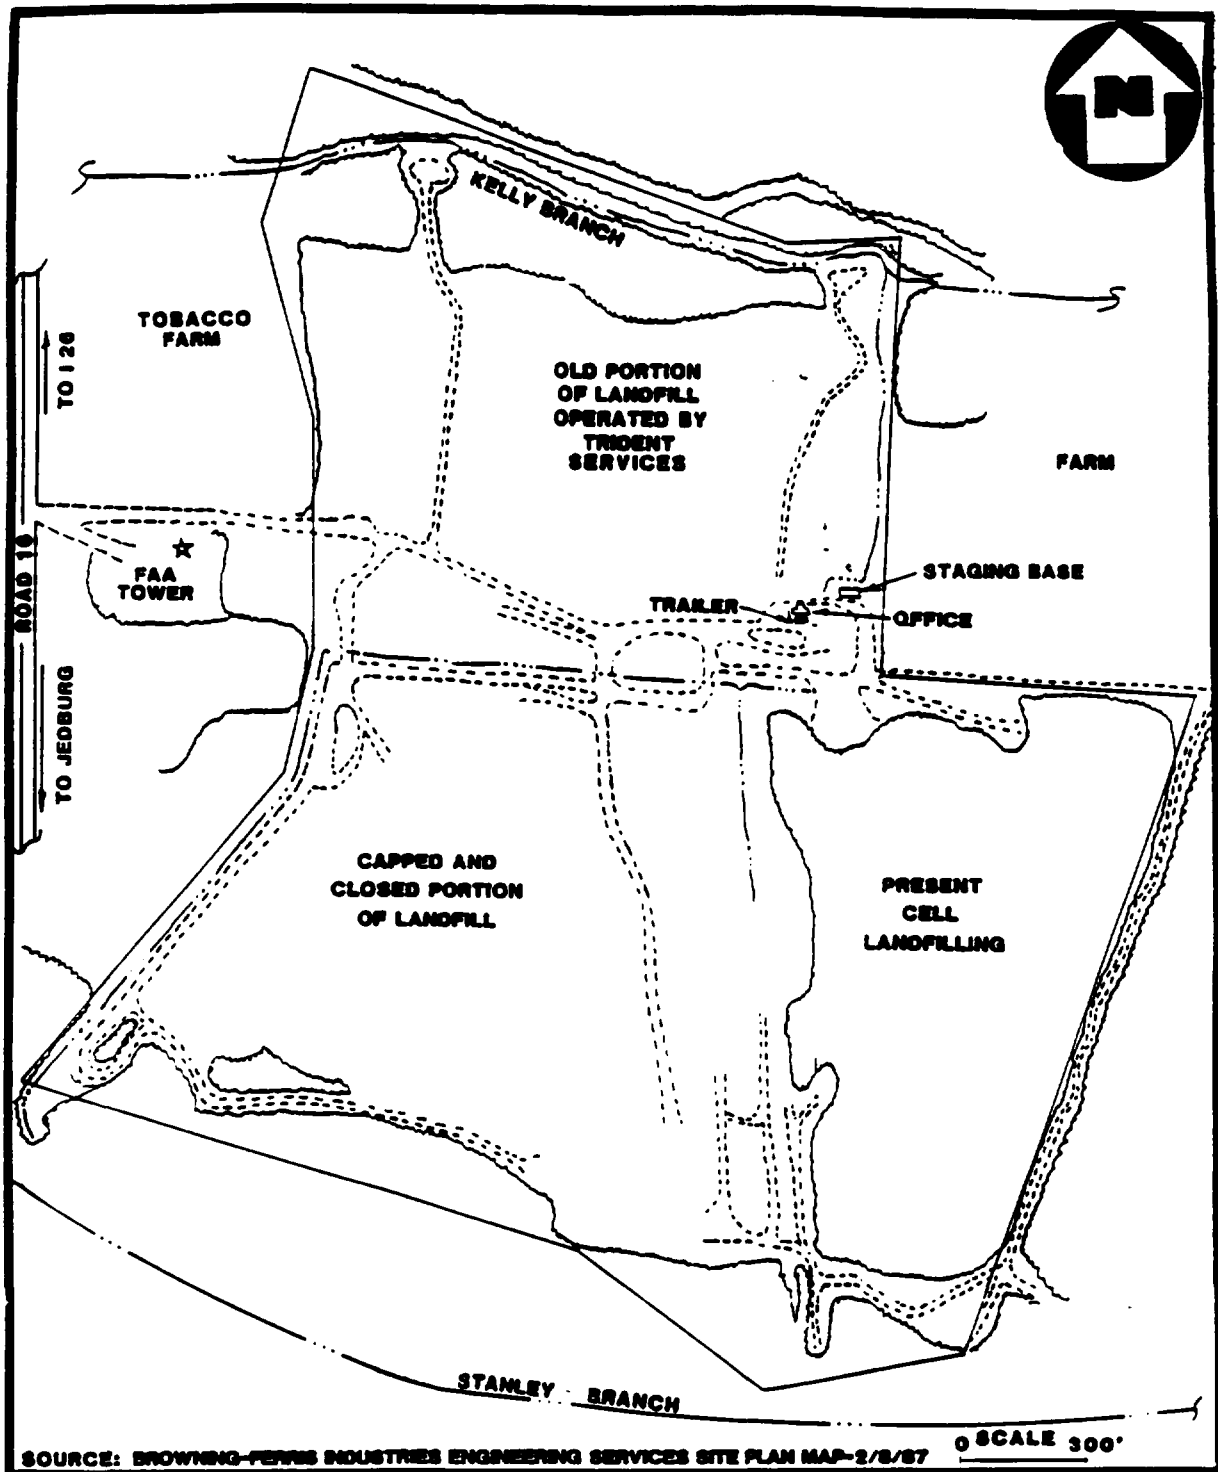 N
KELLY BRANCH
TOBACCO
FARM
TO I 26
OLD PORTION
OF LANDFILL
OPERATED BY
TRIDENT
SERVICES
FARM
ROAD 16
FAA
TOWER
STAGING BASE
TRAILER
OFFICE
TO JEDBURG
CAPPED AND
CLOSED PORTION
OF LANDFILL
PRESENT
CELL
LANDFILLING
STANLEY BRANCH
0 SCALE 300'
SOURCE: BROWNING-FERRIS INDUSTRIES ENGINEERING SERVICES SITE PLAN MAP-2/8/87